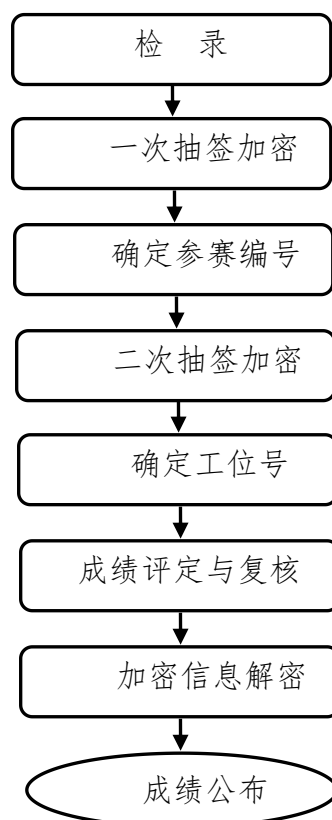 检 录
一次抽签加密
确定参赛编号
二次抽签加密
确定工位号
成绩评定与复核
加密信息解密
成绩公布